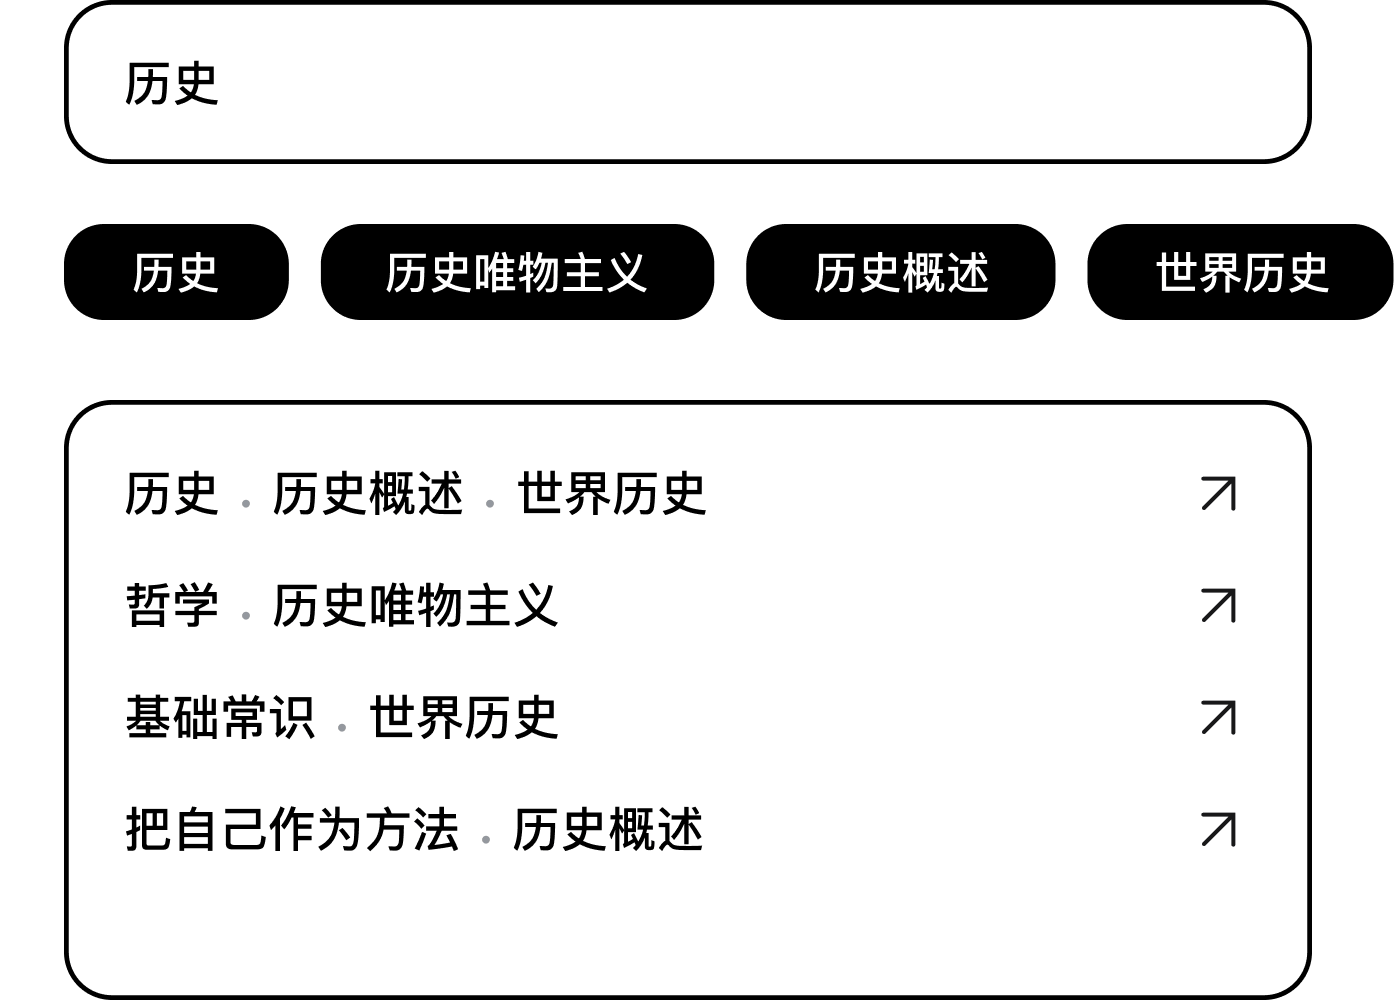 历史
历史 历史唯物主义 历史概述 世界历史
历史 · 历史概述 · 世界历史
哲学 · 历史唯物主义
基础常识 · 世界历史
把自己作为方法 · 历史概述